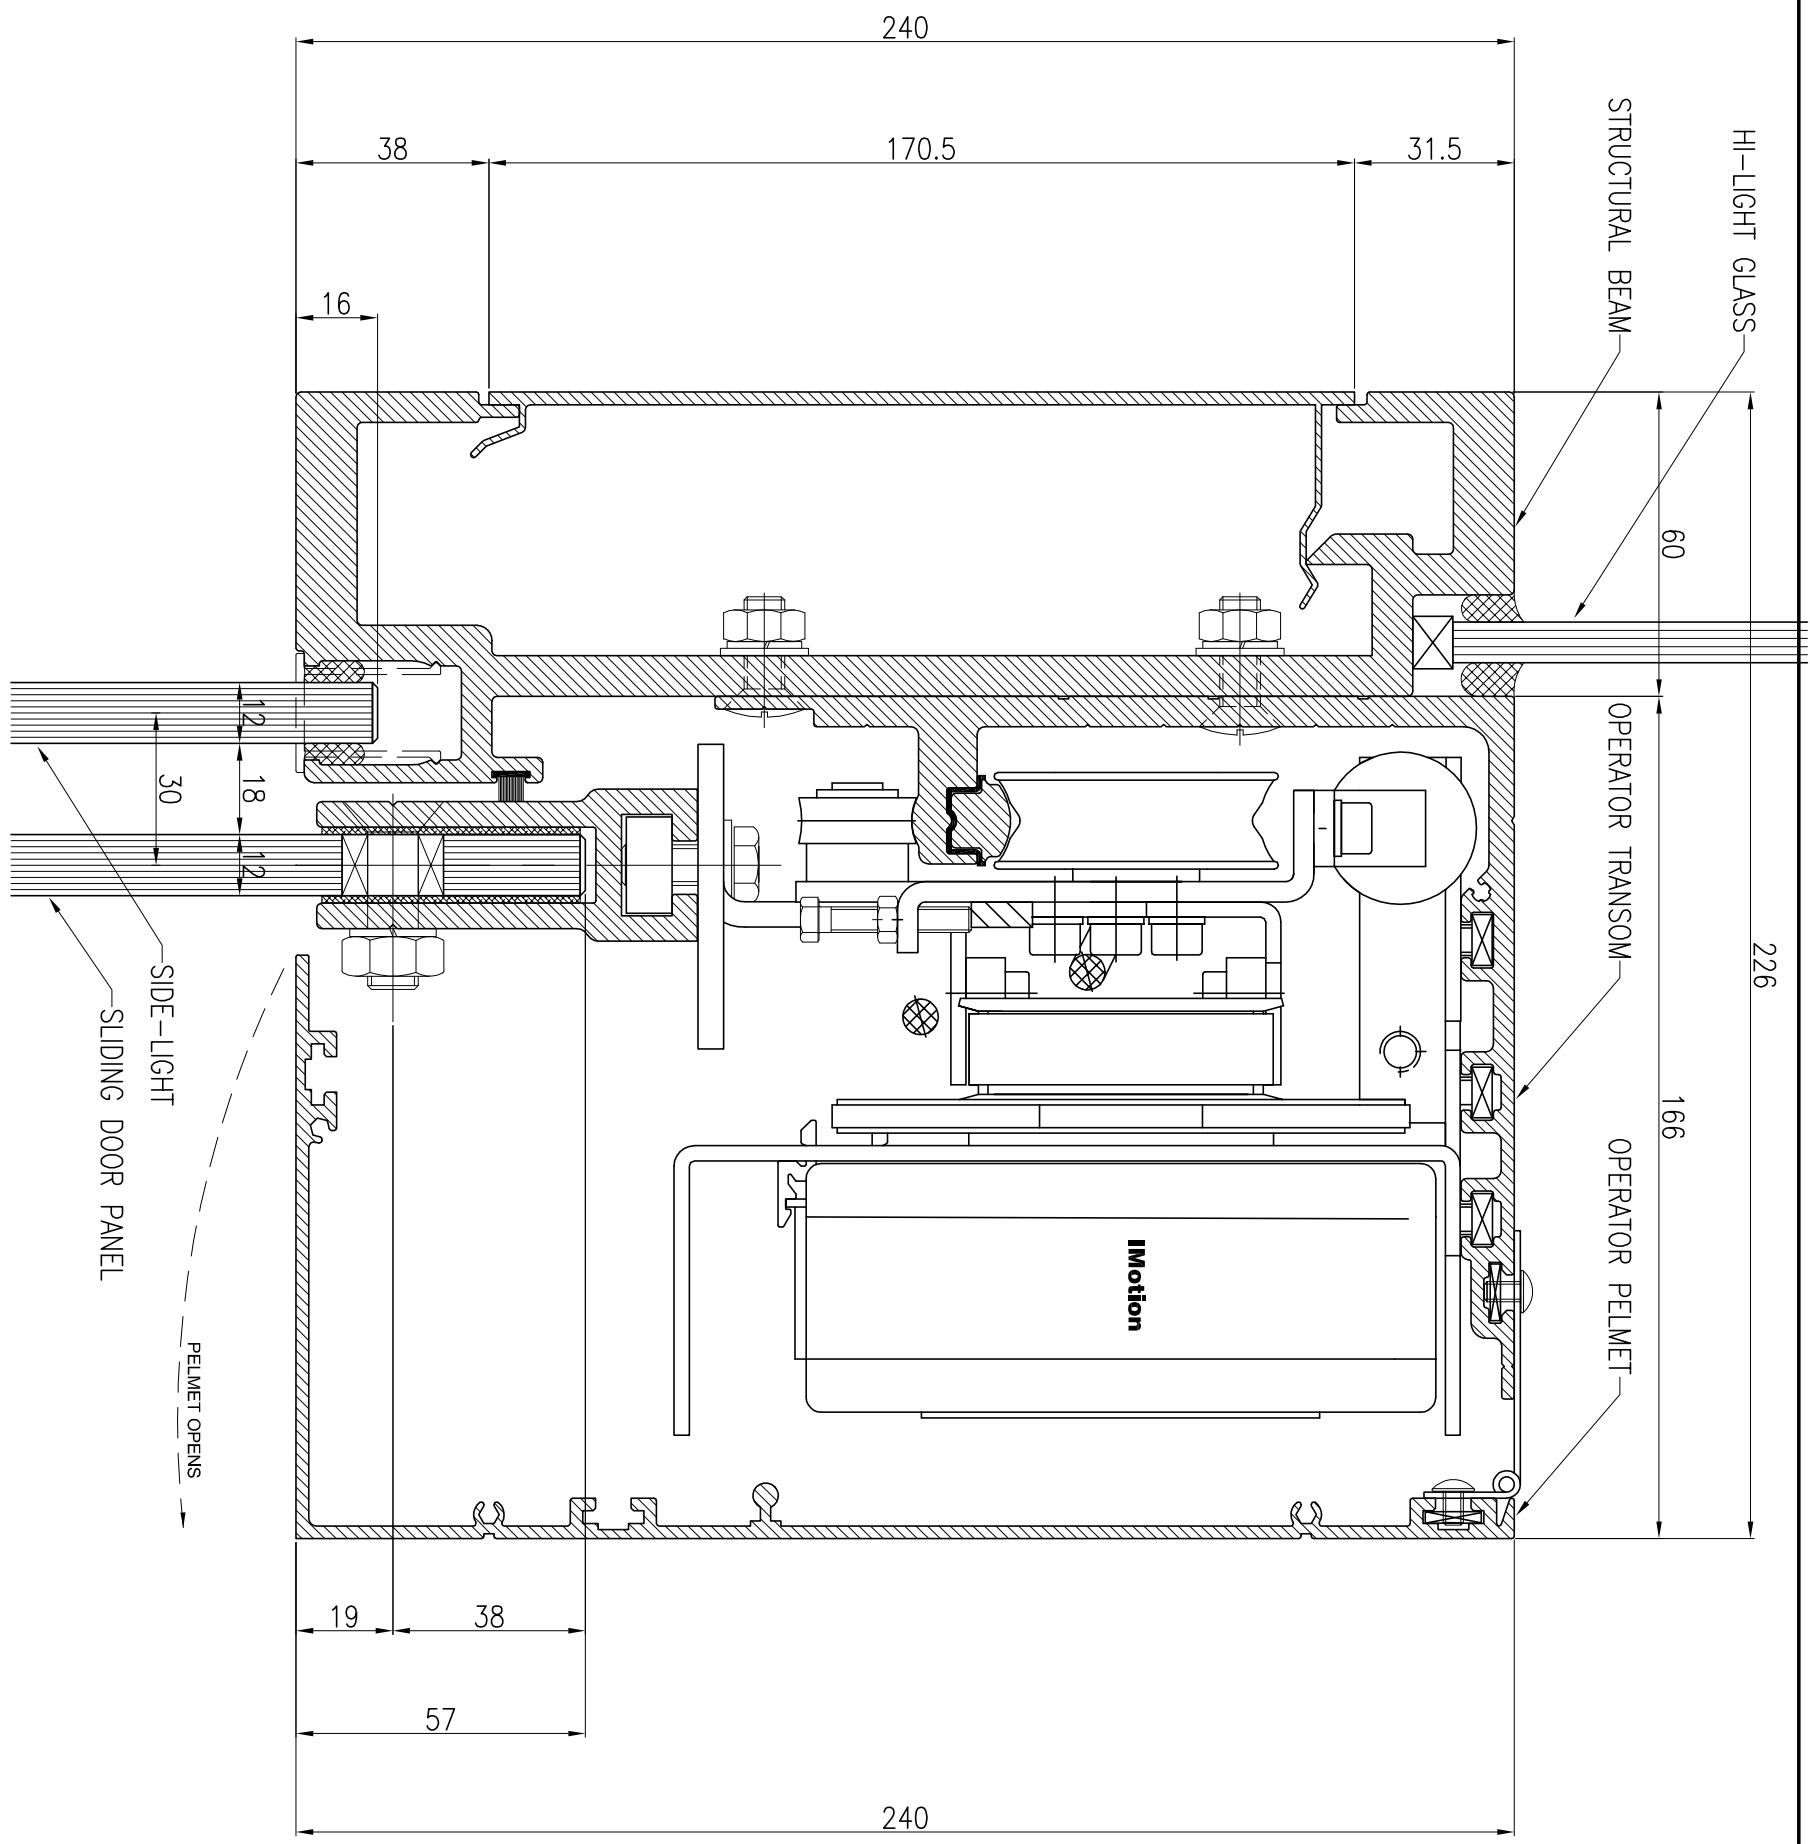 240
38
170.5
31.5
STRUCTURAL BEAM
HI-LIGHT GLASS
16
60
226
12
18
12
30
OPERATOR TRANSOM
166
SIDE-LIGHT
SLIDING DOOR PANEL
OPERATOR PELMET
IMotion
PELMET OPENS
19
38
57
240